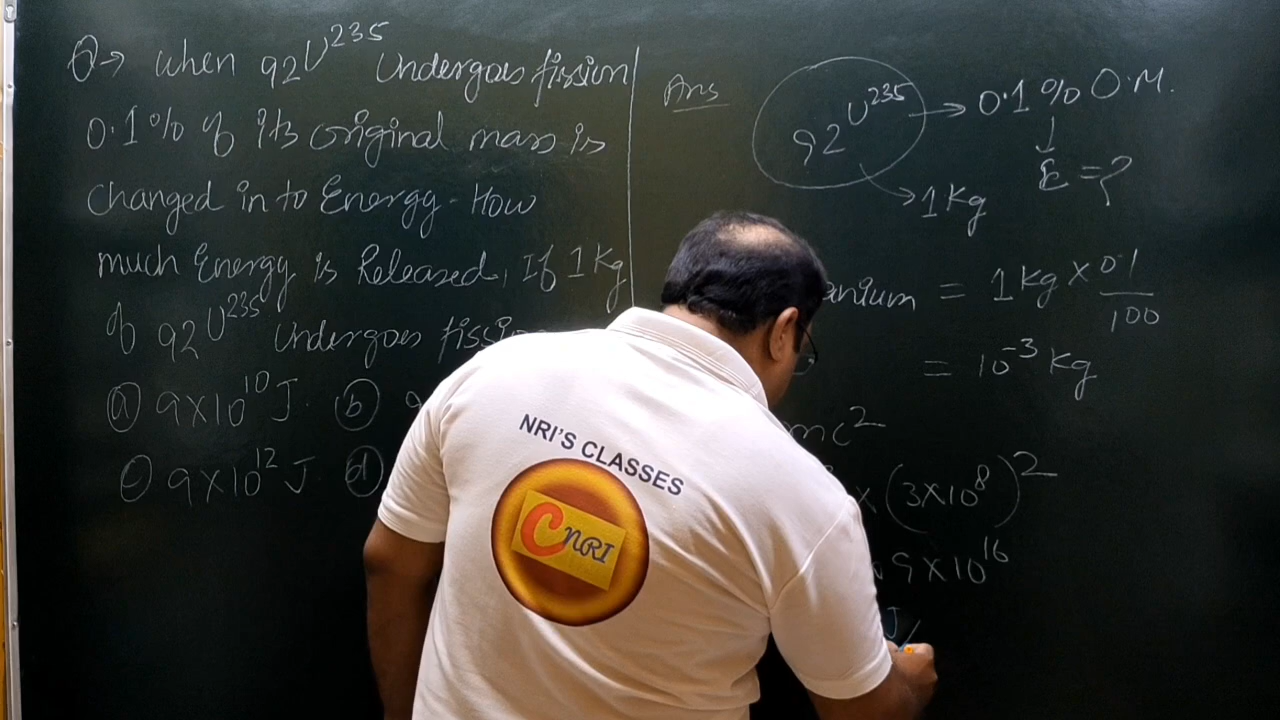 Q→ when 92U235 Undergoes fission
0.1% of its original mass is
Changed in to Energy. How
much Energy is Released, If 1 Kg
of 92U235 Undergoes
(a) 9×10^10 J. (b)
(c) 9×10^12 J. (d)
Ans
92U235 → 0.1% O.M.
↓
E = ?
→ 1 Kg
= 1 Kg × 0.1/100
= 10^-3 Kg
mc^2
× (3×10^8)^2
9×10^16
J
NRI'S CLASSES
CNRI